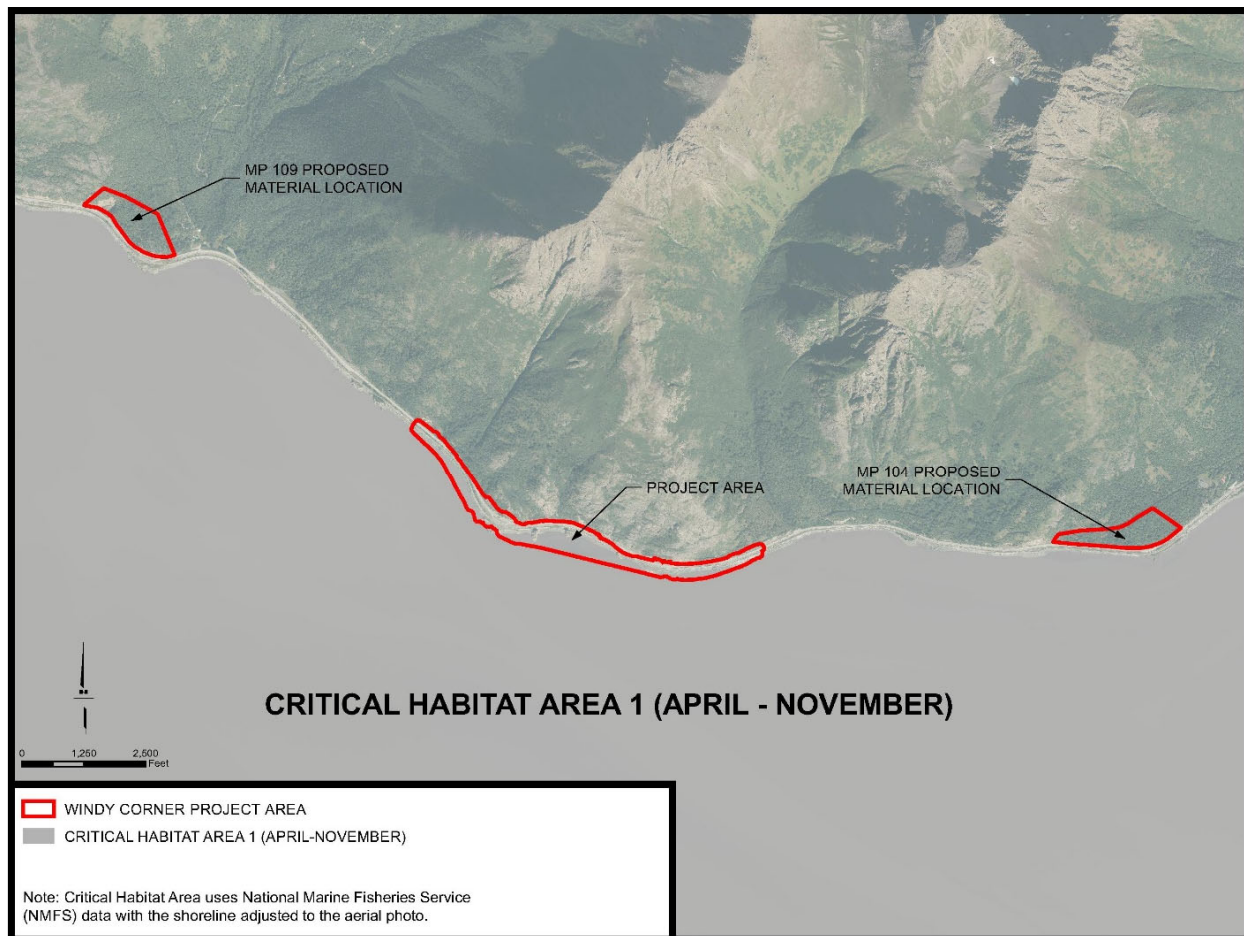 MP 109 PROPOSED
MATERIAL LOCATION
PROJECT AREA
MP 104 PROPOSED
MATERIAL LOCATION
CRITICAL HABITAT AREA 1 (APRIL - NOVEMBER)
0 1,250 2,500
Feet
WINDY CORNER PROJECT AREA
CRITICAL HABITAT AREA 1 (APRIL-NOVEMBER)
Note: Critical Habitat Area uses National Marine Fisheries Service
(NMFS) data with the shoreline adjusted to the aerial photo.